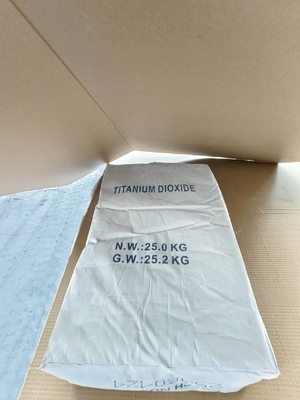 TITANIUM DIOXIDE
N.W.:25.0 KG
G.W.:25.2 KG